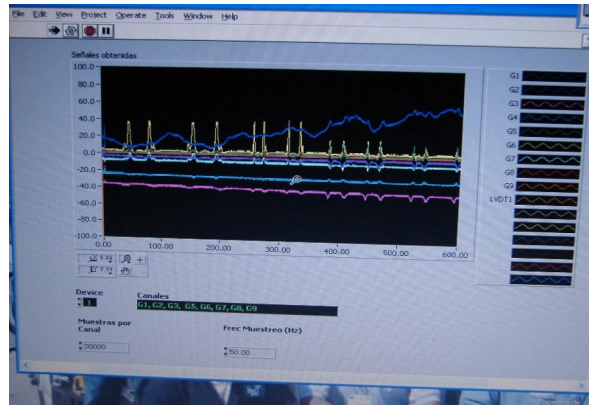 File Edit View Project Operate Tools Window Help
Señales obtenidas
100.0
80.0
60.0
40.0
20.0
0.0
-20.0
-40.0
-60.0
-80.0
-100.0
0.00 100.00 200.00 300.00 400.00 500.00 600.00
G1
G2
G3
G4
G5
G6
G7
G8
G9
LVDT1
Device
1
Canales
G1, G2, G3, G5, G6, G7, G8, G9
Muestras por
Canal
30000
Frec Muestreo (Hz)
50.00
Papelera de